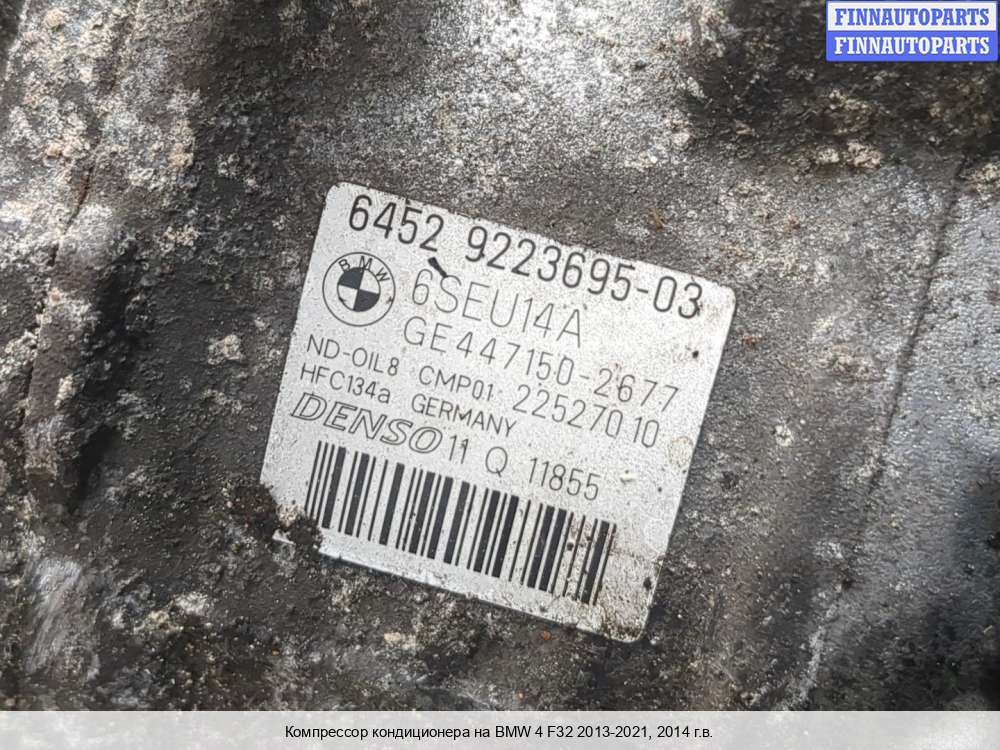 FINNAUTOPARTS
FINNAUTOPARTS
6452 9223695-03
BMW
6SEU14A
GE447150-2677
ND-OIL8 CMP01 22527010
HFC134a GERMANY
DENSO 11 Q 11855
Компрессор кондиционера на BMW 4 F32 2013-2021, 2014 г.в.